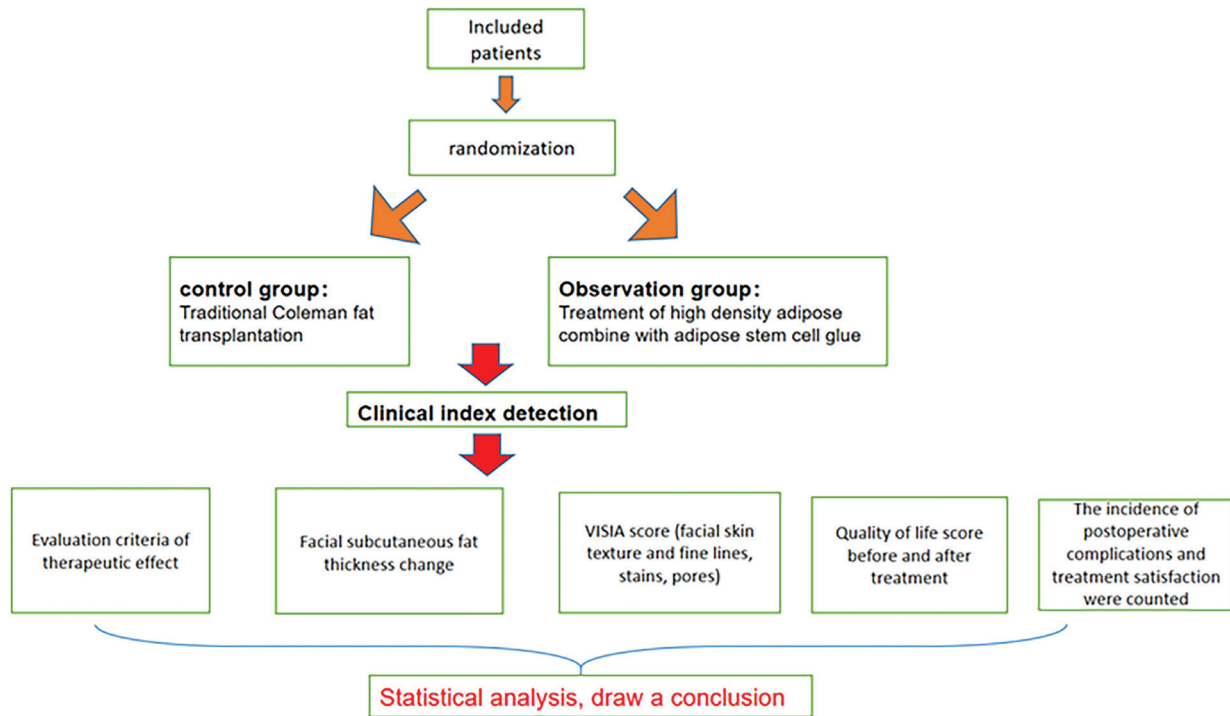 Included
patients
randomization
control group:
Traditional Coleman fat
transplantation
Observation group:
Treatment of high density adipose
combine with adipose stem cell glue
Clinical index detection
Evaluation criteria of
therapeutic effect
Facial subcutaneous fat
thickness change
VISIA score (facial skin
texture and fine lines,
stains, pores)
Quality of life score
before and after
treatment
The incidence of
postoperative
complications and
treatment satisfaction
were counted
Statistical analysis, draw a conclusion